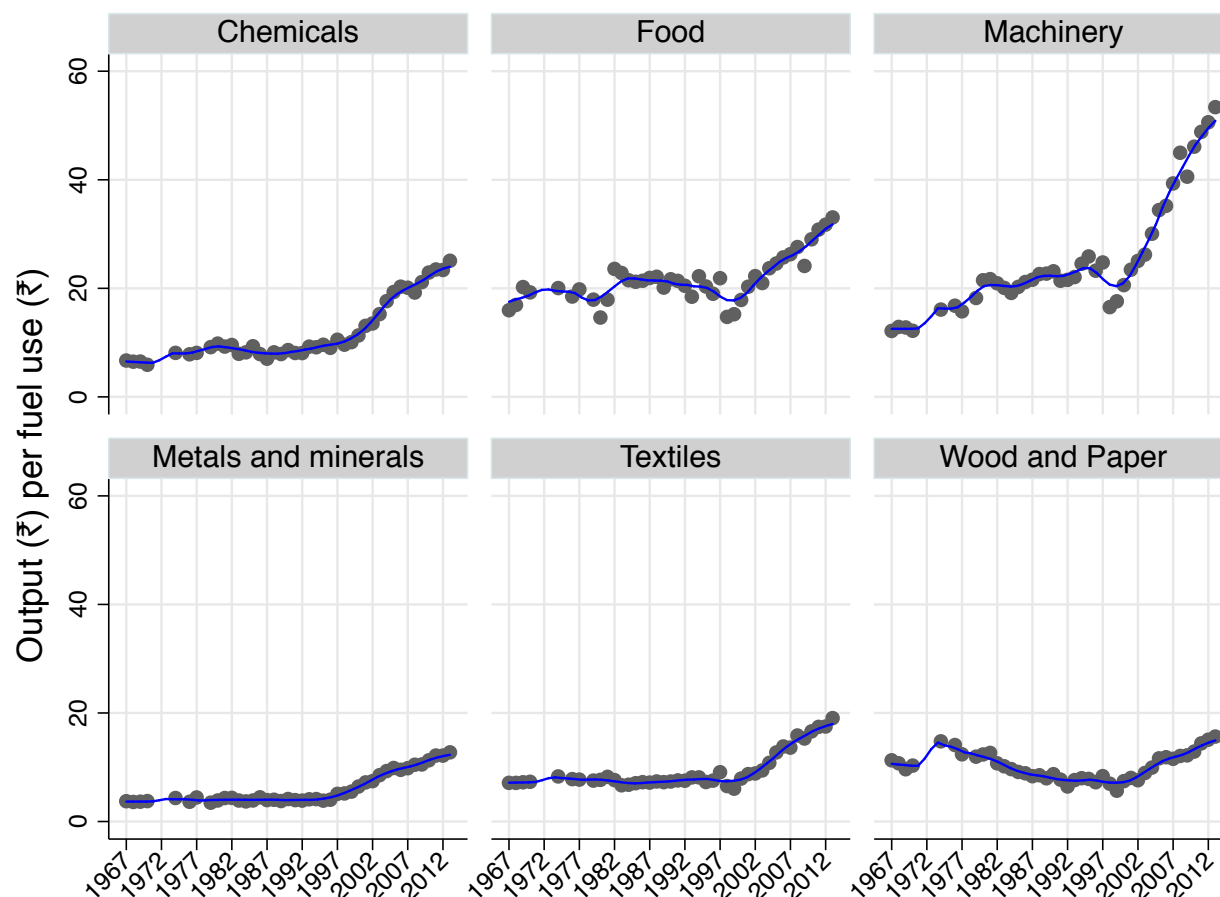 Chemicals
Food
Machinery
60
40
20
0
Metals and minerals
Textiles
Wood and Paper
60
40
20
0
Output (₹) per fuel use (₹)
1967 1972 1977 1982 1987 1992 1997 2002 2007 2012
1967 1972 1977 1982 1987 1992 1997 2002 2007 2012
1967 1972 1977 1982 1987 1992 1997 2002 2007 2012